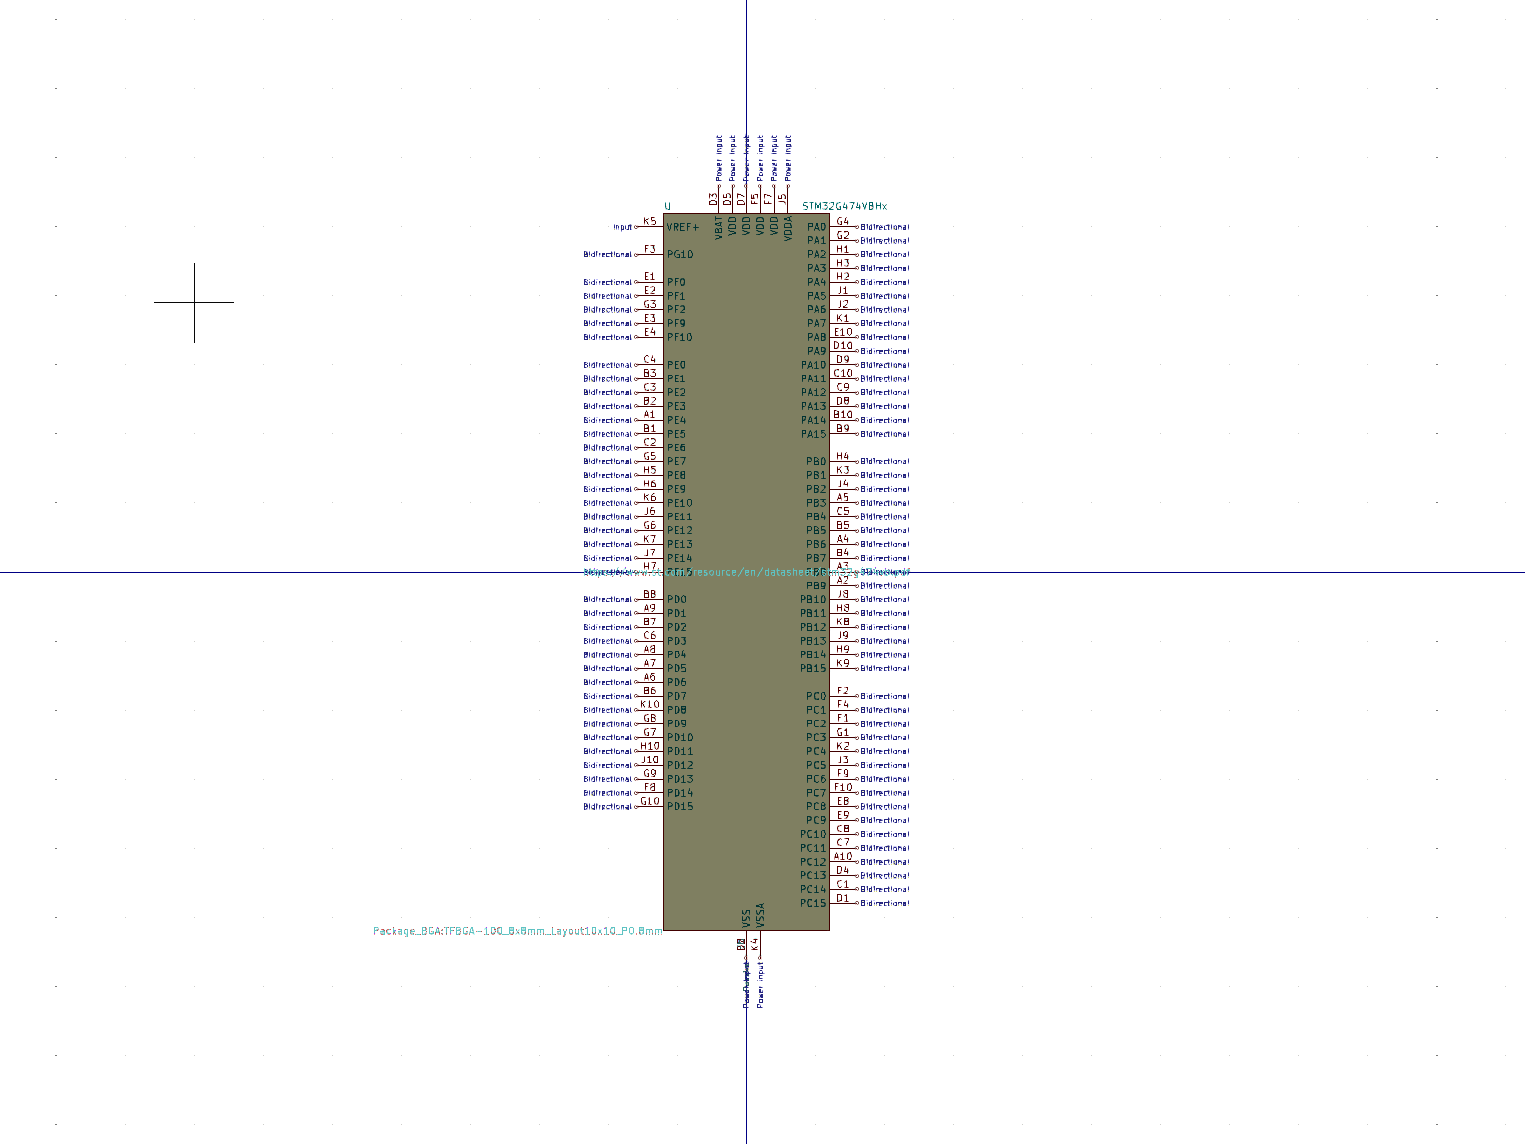 Power input Power input Power input Power input Power input Power input
D3 D5 D7 F5 F7 J5
U STM32G474VBHx
VBAT VDD VDD VDD VDD VDDA
Input K5 VREF+ PA0 G4 Bidirectional
PA1 G2 Bidirectional
Bidirectional F3 PG10 PA2 H1 Bidirectional
PA3 H3 Bidirectional
Bidirectional E1 PF0 PA4 H2 Bidirectional
Bidirectional E2 PF1 PA5 J1 Bidirectional
Bidirectional G3 PF2 PA6 J2 Bidirectional
Bidirectional E3 PF9 PA7 K1 Bidirectional
Bidirectional E4 PF10 PA8 E10 Bidirectional
PA9 D10 Bidirectional
Bidirectional C4 PE0 PA10 D9 Bidirectional
Bidirectional B3 PE1 PA11 C10 Bidirectional
Bidirectional C3 PE2 PA12 C9 Bidirectional
Bidirectional B2 PE3 PA13 D8 Bidirectional
Bidirectional A1 PE4 PA14 B10 Bidirectional
Bidirectional B1 PE5 PA15 B9 Bidirectional
Bidirectional C2 PE6
Bidirectional G5 PE7 PB0 H4 Bidirectional
Bidirectional H5 PE8 PB1 K3 Bidirectional
Bidirectional H6 PE9 PB2 J4 Bidirectional
Bidirectional K6 PE10 PB3 A5 Bidirectional
Bidirectional J6 PE11 PB4 C5 Bidirectional
Bidirectional G6 PE12 PB5 B5 Bidirectional
Bidirectional K7 PE13 PB6 A4 Bidirectional
Bidirectional J7 PE14 PB7 B4 Bidirectional
H7 A3
PB9 A2 Bidirectional
Bidirectional B8 PD0 PB10 J8 Bidirectional
Bidirectional A9 PD1 PB11 H8 Bidirectional
Bidirectional B7 PD2 PB12 K8 Bidirectional
Bidirectional C6 PD3 PB13 J9 Bidirectional
Bidirectional A8 PD4 PB14 H9 Bidirectional
Bidirectional A7 PD5 PB15 K9 Bidirectional
Bidirectional A6 PD6
Bidirectional B6 PD7 PC0 F2 Bidirectional
Bidirectional K10 PD8 PC1 F4 Bidirectional
Bidirectional G8 PD9 PC2 F1 Bidirectional
Bidirectional G7 PD10 PC3 G1 Bidirectional
Bidirectional H10 PD11 PC4 K2 Bidirectional
Bidirectional J10 PD12 PC5 J3 Bidirectional
Bidirectional G9 PD13 PC6 F9 Bidirectional
Bidirectional F8 PD14 PC7 F10 Bidirectional
Bidirectional G10 PD15 PC8 E8 Bidirectional
PC9 E9 Bidirectional
PC10 C8 Bidirectional
PC11 C7 Bidirectional
PC12 A10 Bidirectional
PC13 D4 Bidirectional
PC14 C1 Bidirectional
PC15 D1 Bidirectional
VSS VSSA
Package_BGA:TFBGA-100_8x8mm_Layout10x10_P0.8mm
K4
Power input